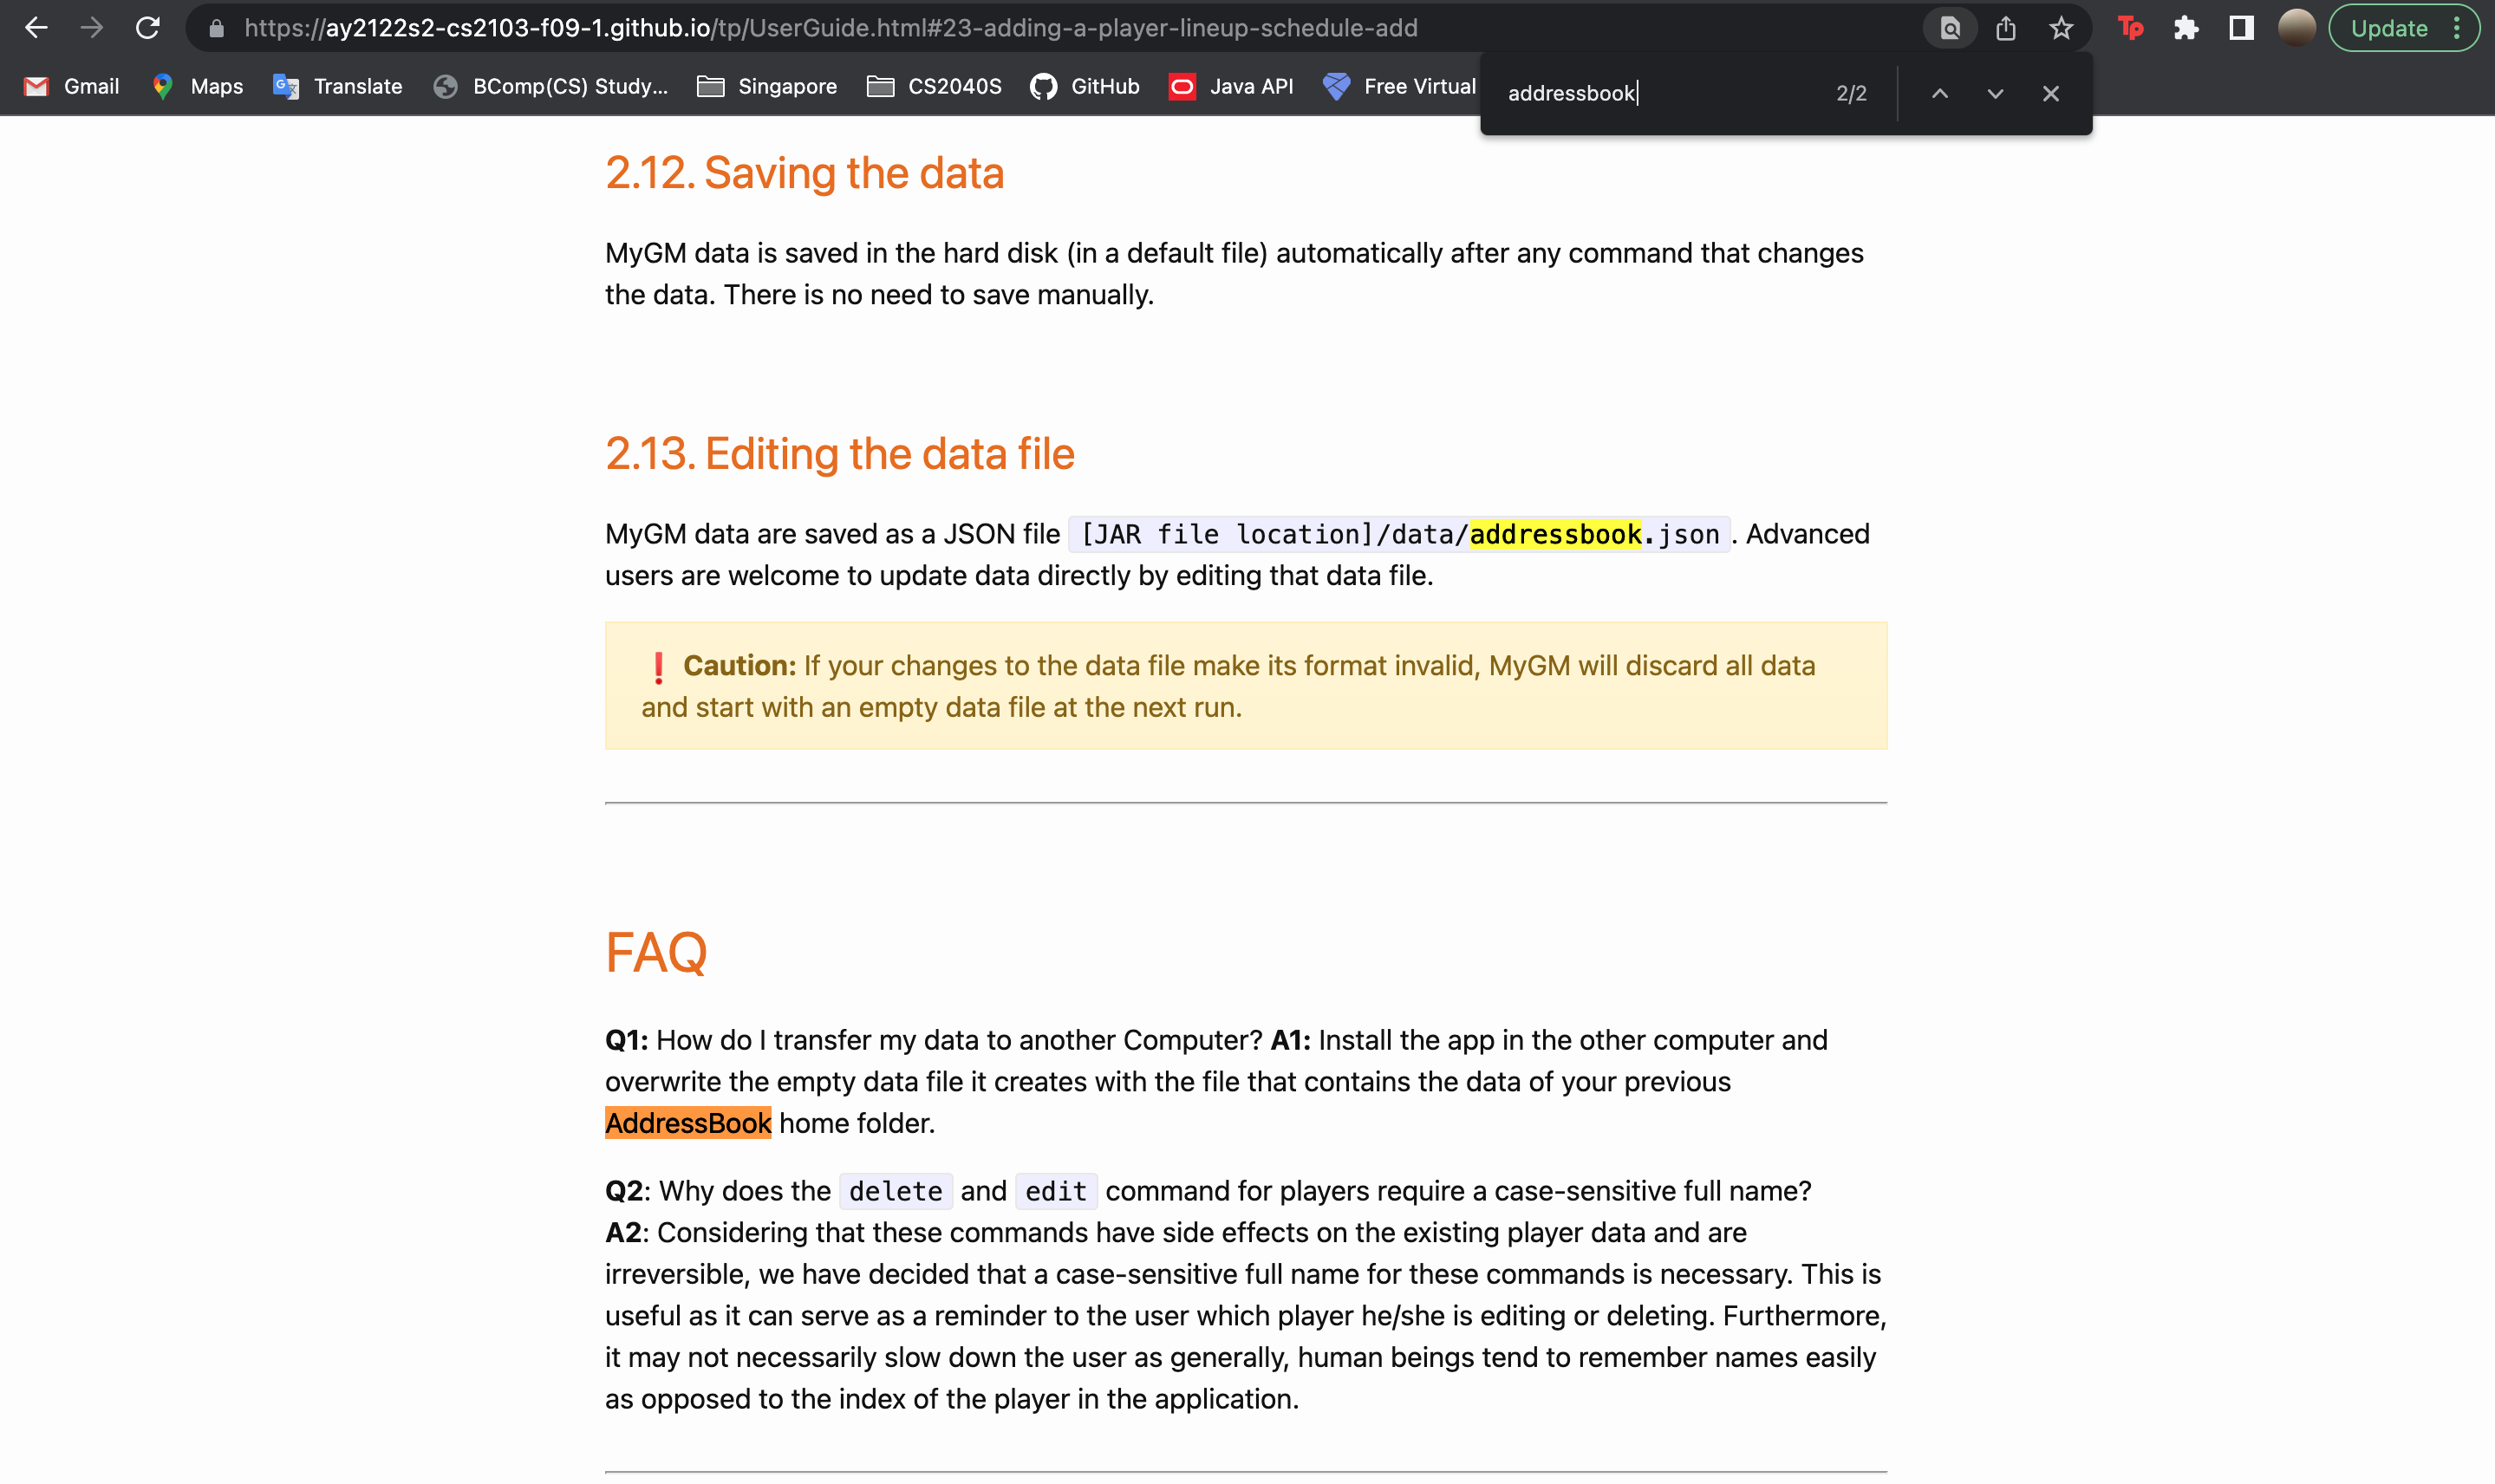 https://ay2122s2-cs2103-f09-1.github.io/tp/UserGuide.html#23-adding-a-player-lineup-schedule-add
Tp
Update
Gmail
Maps
Translate
BComp(CS) Study...
Singapore
CS2040S
GitHub
Java API
Free Virtual
addressbook
2/2
2.12. Saving the data
MyGM data is saved in the hard disk (in a default file) automatically after any command that changes
the data. There is no need to save manually.
2.13. Editing the data file
MyGM data are saved as a JSON file [JAR file location]/data/addressbook.json . Advanced
users are welcome to update data directly by editing that data file.
❗ Caution: If your changes to the data file make its format invalid, MyGM will discard all data
and start with an empty data file at the next run.
FAQ
Q1: How do I transfer my data to another Computer? A1: Install the app in the other computer and
overwrite the empty data file it creates with the file that contains the data of your previous
AddressBook home folder.
Q2: Why does the delete and edit command for players require a case-sensitive full name?
A2: Considering that these commands have side effects on the existing player data and are
irreversible, we have decided that a case-sensitive full name for these commands is necessary. This is
useful as it can serve as a reminder to the user which player he/she is editing or deleting. Furthermore,
it may not necessarily slow down the user as generally, human beings tend to remember names easily
as opposed to the index of the player in the application.